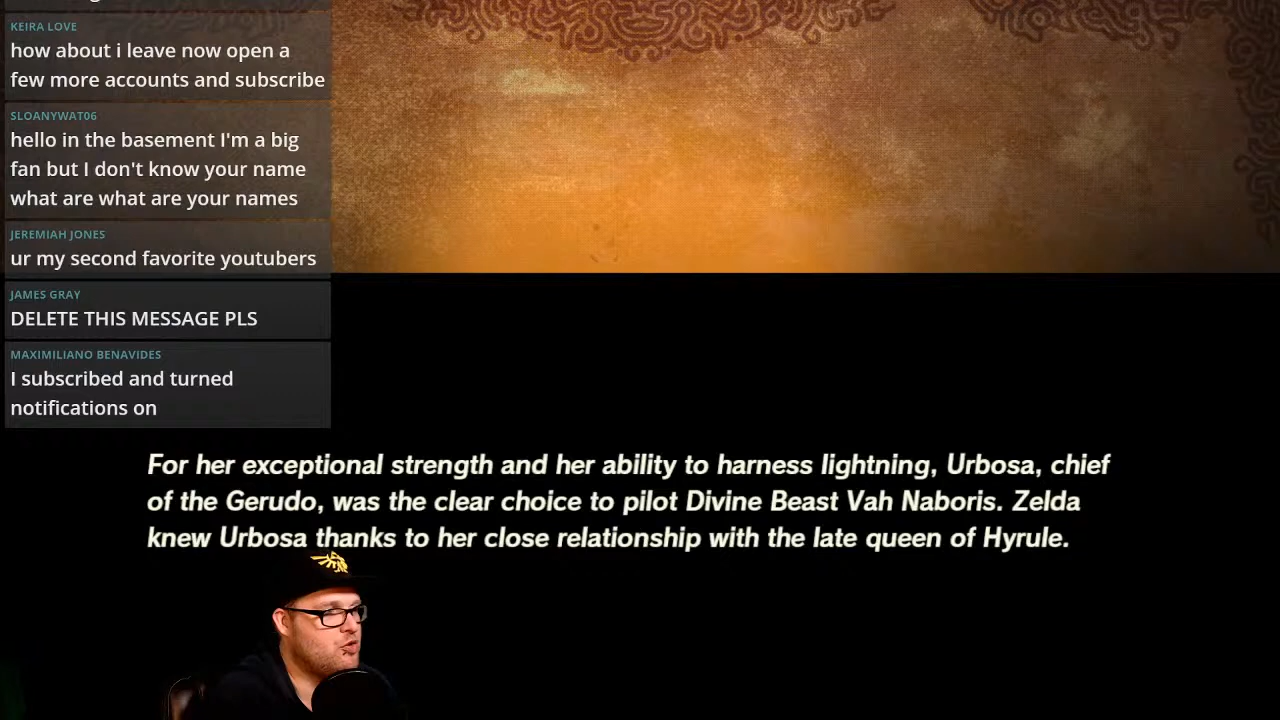 KEIRA LOVE
how about i leave now open a
few more accounts and subscribe
SLOANYWAT06
hello in the basement I'm a big
fan but I don't know your name
what are what are your names
JEREMIAH JONES
ur my second favorite youtubers
JAMES GRAY
DELETE THIS MESSAGE PLS
MAXIMILIANO BENAVIDES
I subscribed and turned
notifications on
For her exceptional strength and her ability to harness lightning, Urbosa, chief
of the Gerudo, was the clear choice to pilot Divine Beast Vah Naboris. Zelda
knew Urbosa thanks to her close relationship with the late queen of Hyrule.